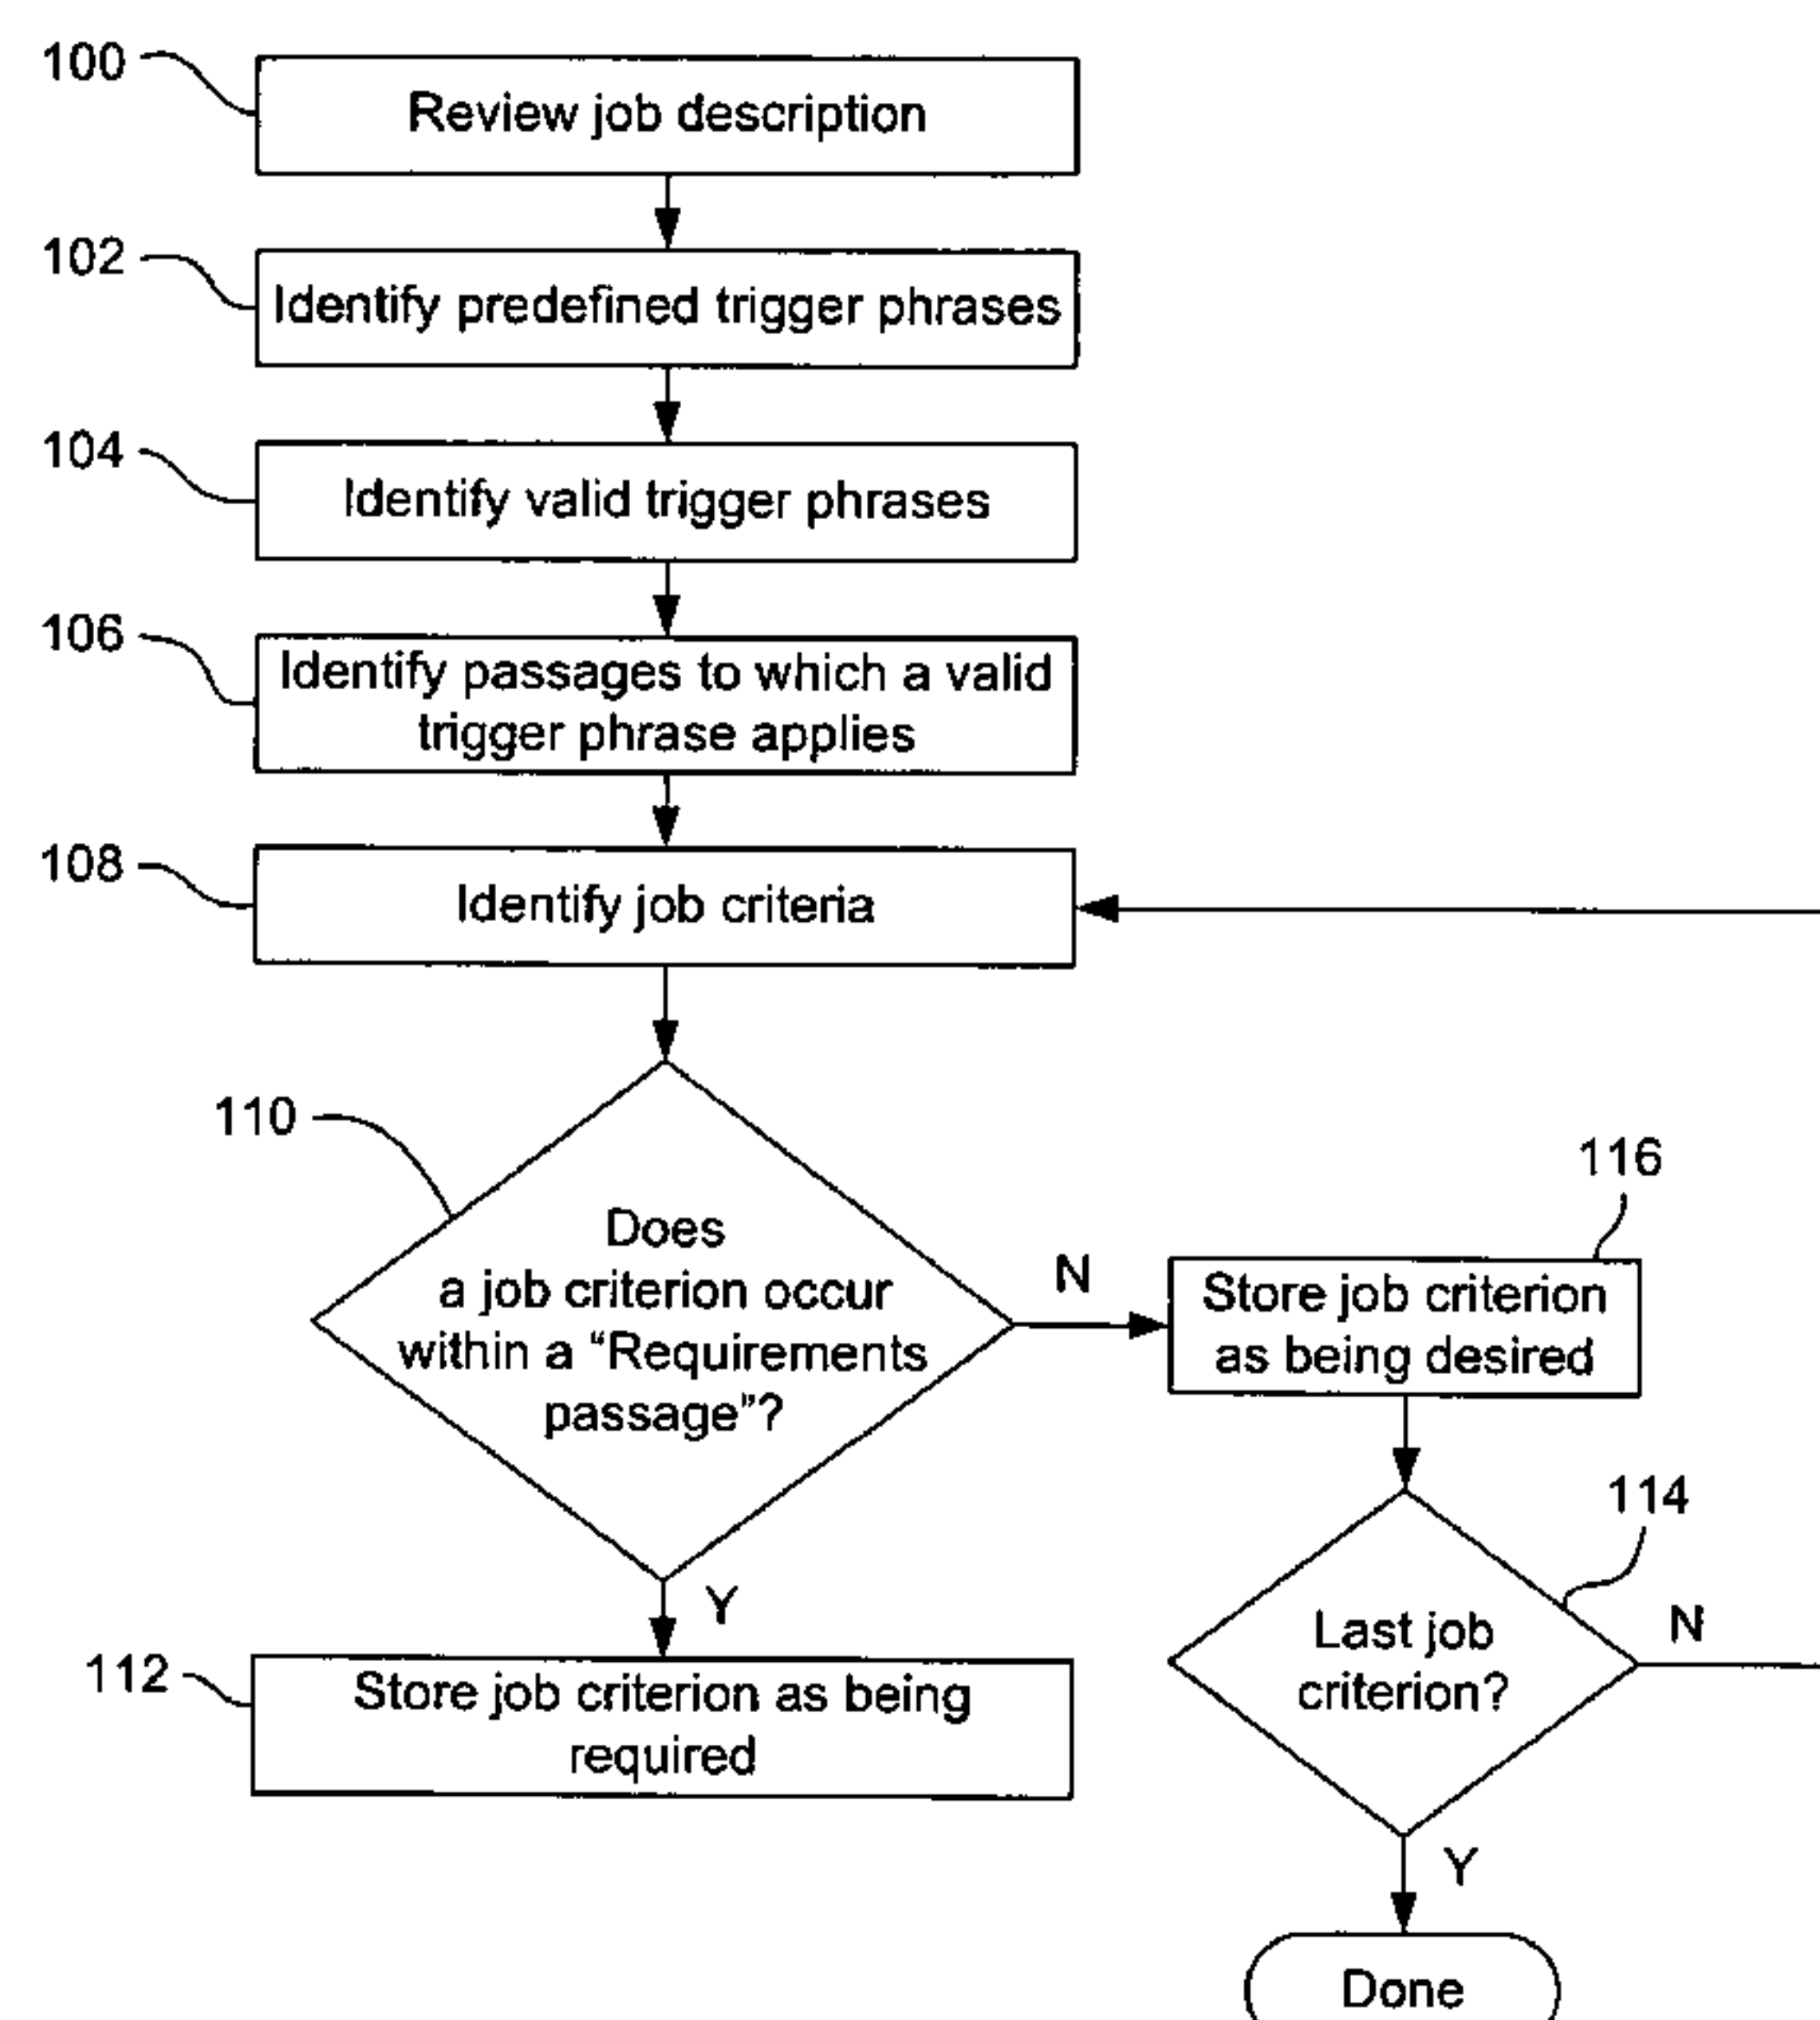 100
Review job description
102
Identify predefined trigger phrases
104
Identify valid trigger phrases
106
Identify passages to which a valid
trigger phrase applies
108
Identify job criteria
110
Does
a job criterion occur
within a “Requirements
passage”?
N
116
Store job criterion
as being desired
114
Last job
criterion?
N
Y
112
Store job criterion as being
required
Y
Done